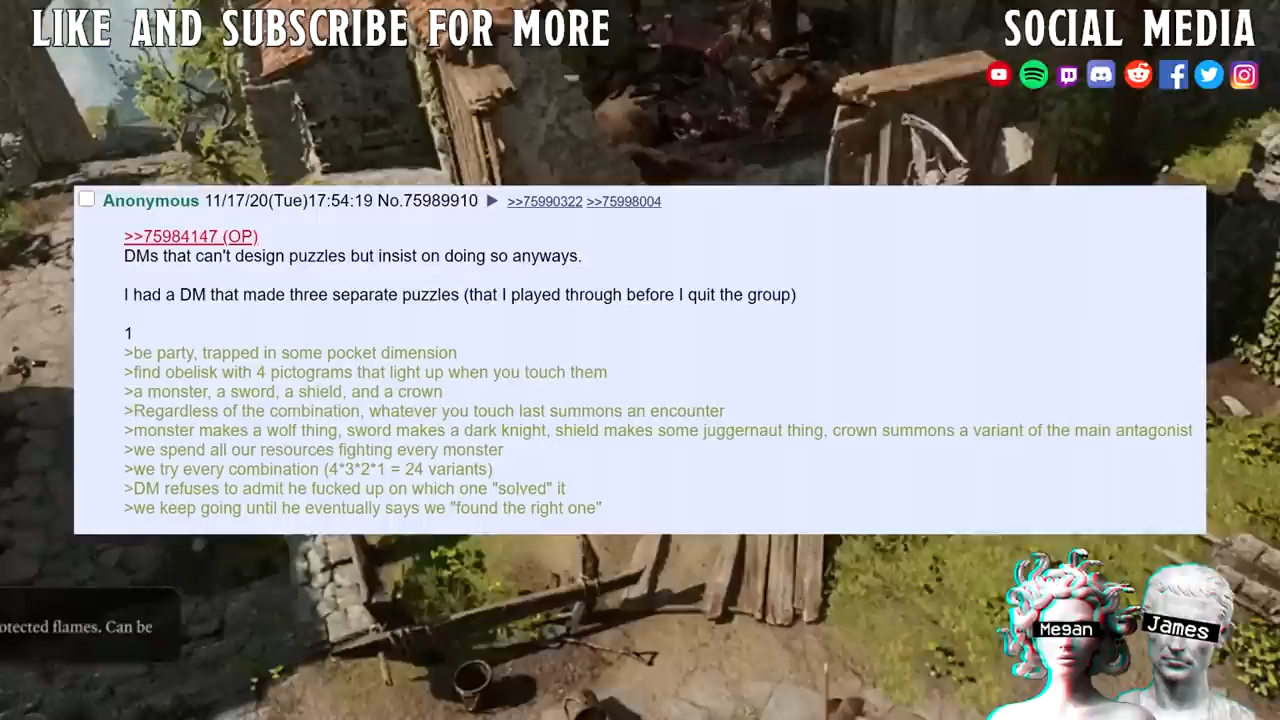 LIKE AND SUBSCRIBE FOR MORE
SOCIAL MEDIA
Anonymous 11/17/20(Tue)17:54:19 No.75989910 ▶ >>75990322 >>75998004
>>75984147 (OP)
DMs that can't design puzzles but insist on doing so anyways.
I had a DM that made three separate puzzles (that I played through before I quit the group)
1
>be party, trapped in some pocket dimension
>find obelisk with 4 pictograms that light up when you touch them
>a monster, a sword, a shield, and a crown
>Regardless of the combination, whatever you touch last summons an encounter
>monster makes a wolf thing, sword makes a dark knight, shield makes some juggernaut thing, crown summons a variant of the main antagonist
>we spend all our resources fighting every monster
>we try every combination (4*3*2*1 = 24 variants)
>DM refuses to admit he fucked up on which one "solved" it
>we keep going until he eventually says we "found the right one"
otected flames. Can be
Megan
James